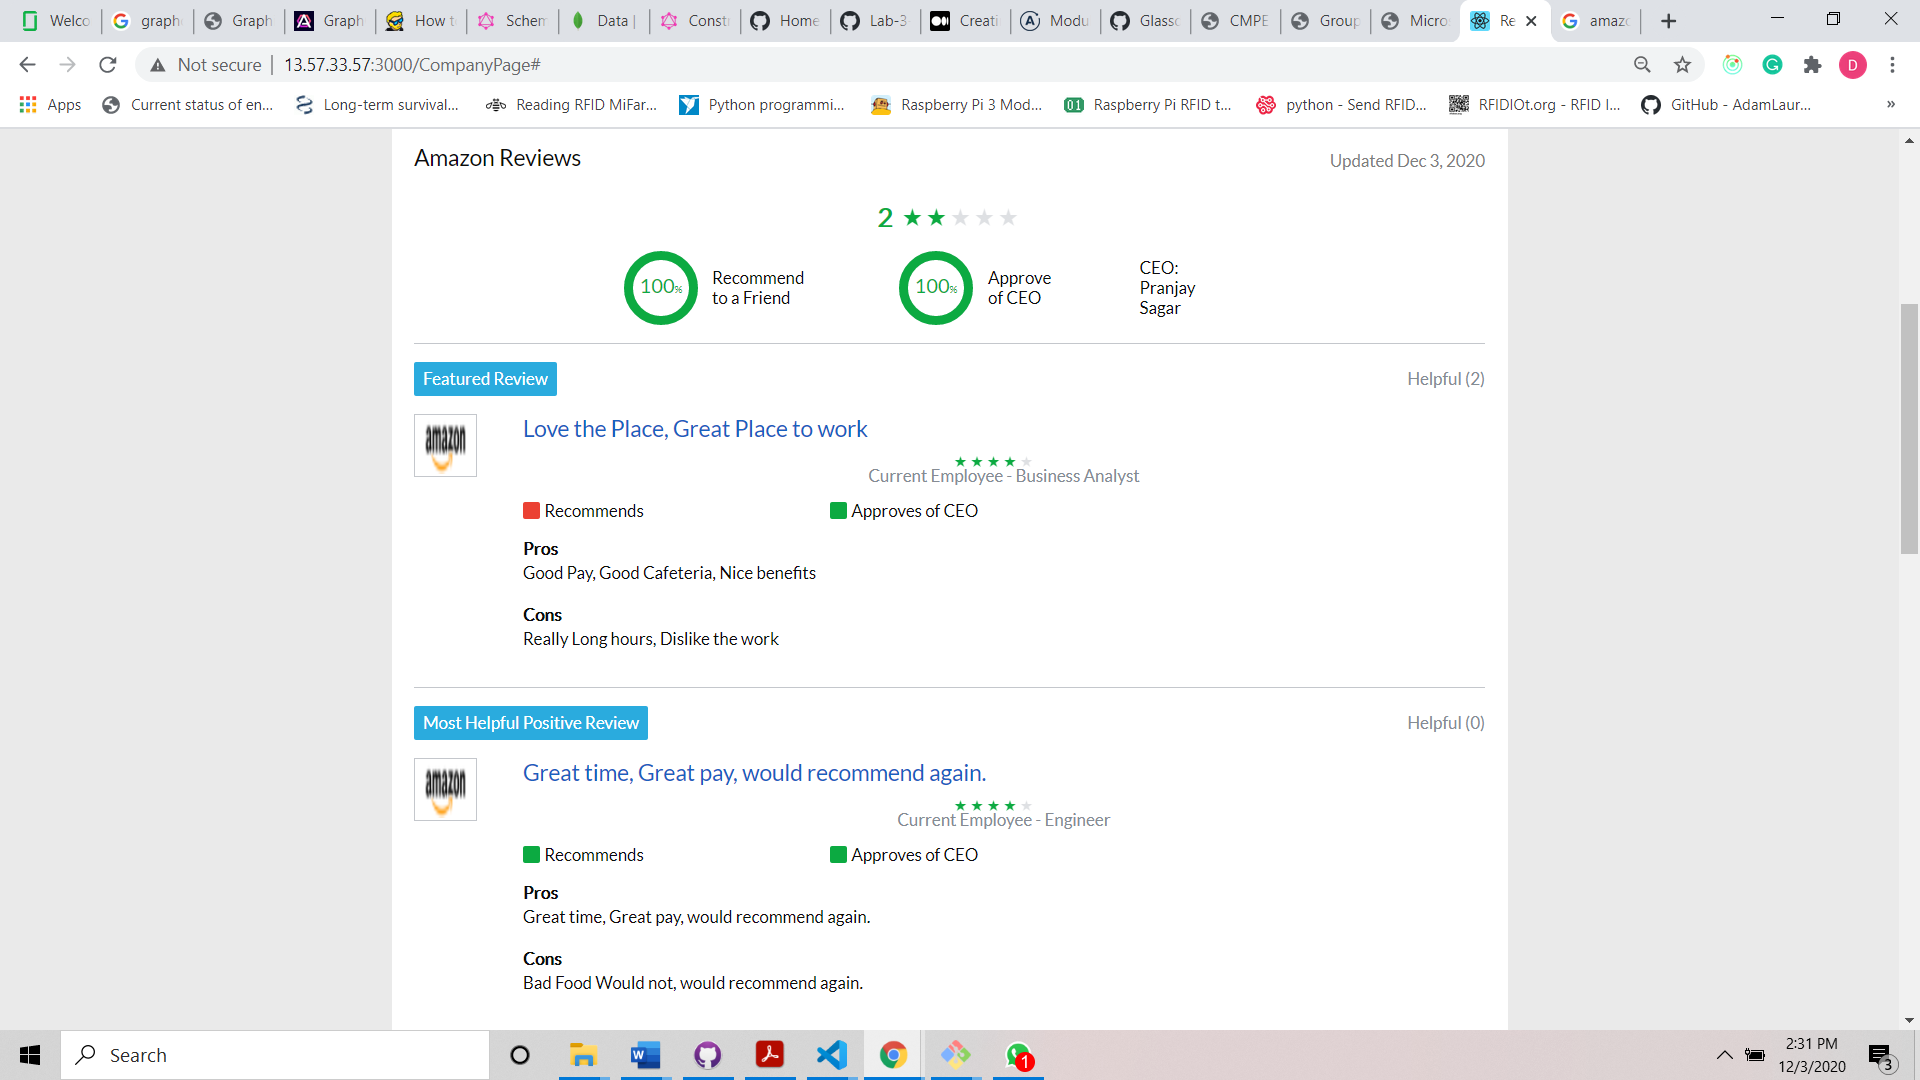 Welco
graph
Graph
Graph
How t
Schem
Data |
Constr
Home
Lab-3
Creati
Modu
Glassd
CMPE
Group
Micro
Re
amazo
Not secure | 13.57.33.57:3000/CompanyPage#
D
Apps
Current status of en...
Long-term survival...
Reading RFID MiFar...
Python programmi...
Raspberry Pi 3 Mod...
Raspberry Pi RFID t...
python - Send RFID...
RFIDIOt.org - RFID I...
GitHub - AdamLaur...
»
Amazon Reviews
Updated Dec 3, 2020
2
100%
Recommend
to a Friend
100%
Approve
of CEO
CEO:
Pranjay
Sagar
Featured Review
Helpful (2)
amazon
Love the Place, Great Place to work
Current Employee - Business Analyst
Recommends
Approves of CEO
Pros
Good Pay, Good Cafeteria, Nice benefits
Cons
Really Long hours, Dislike the work
Most Helpful Positive Review
Helpful (0)
amazon
Great time, Great pay, would recommend again.
Current Employee - Engineer
Recommends
Approves of CEO
Pros
Great time, Great pay, would recommend again.
Cons
Bad Food Would not, would recommend again.
Search
1
2:31 PM
12/3/2020
3